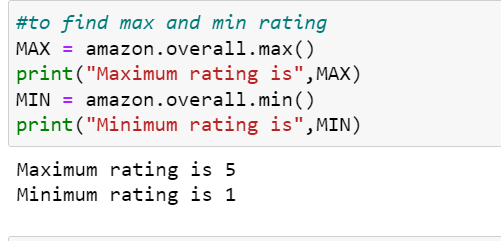 #to find max and min rating
MAX = amazon.overall.max()
print("Maximum rating is",MAX)
MIN = amazon.overall.min()
print("Minimum rating is",MIN)
Maximum rating is 5
Minimum rating is 1